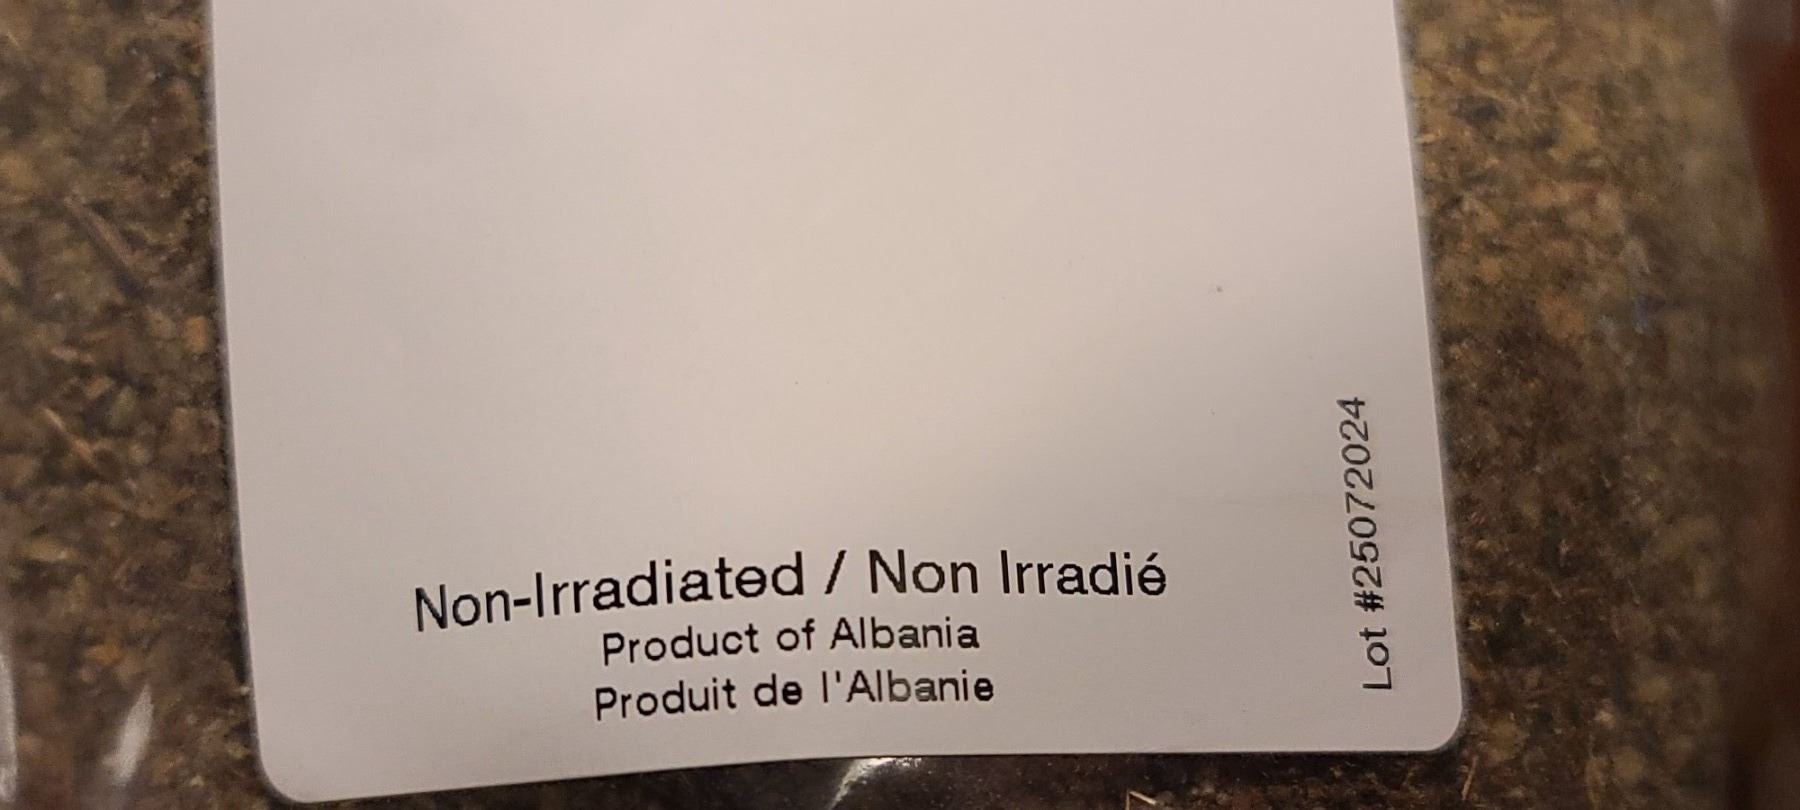 Non-Irradiated / Non Irradié
Product of Albania
Produit de l'Albanie
Lot #25072024